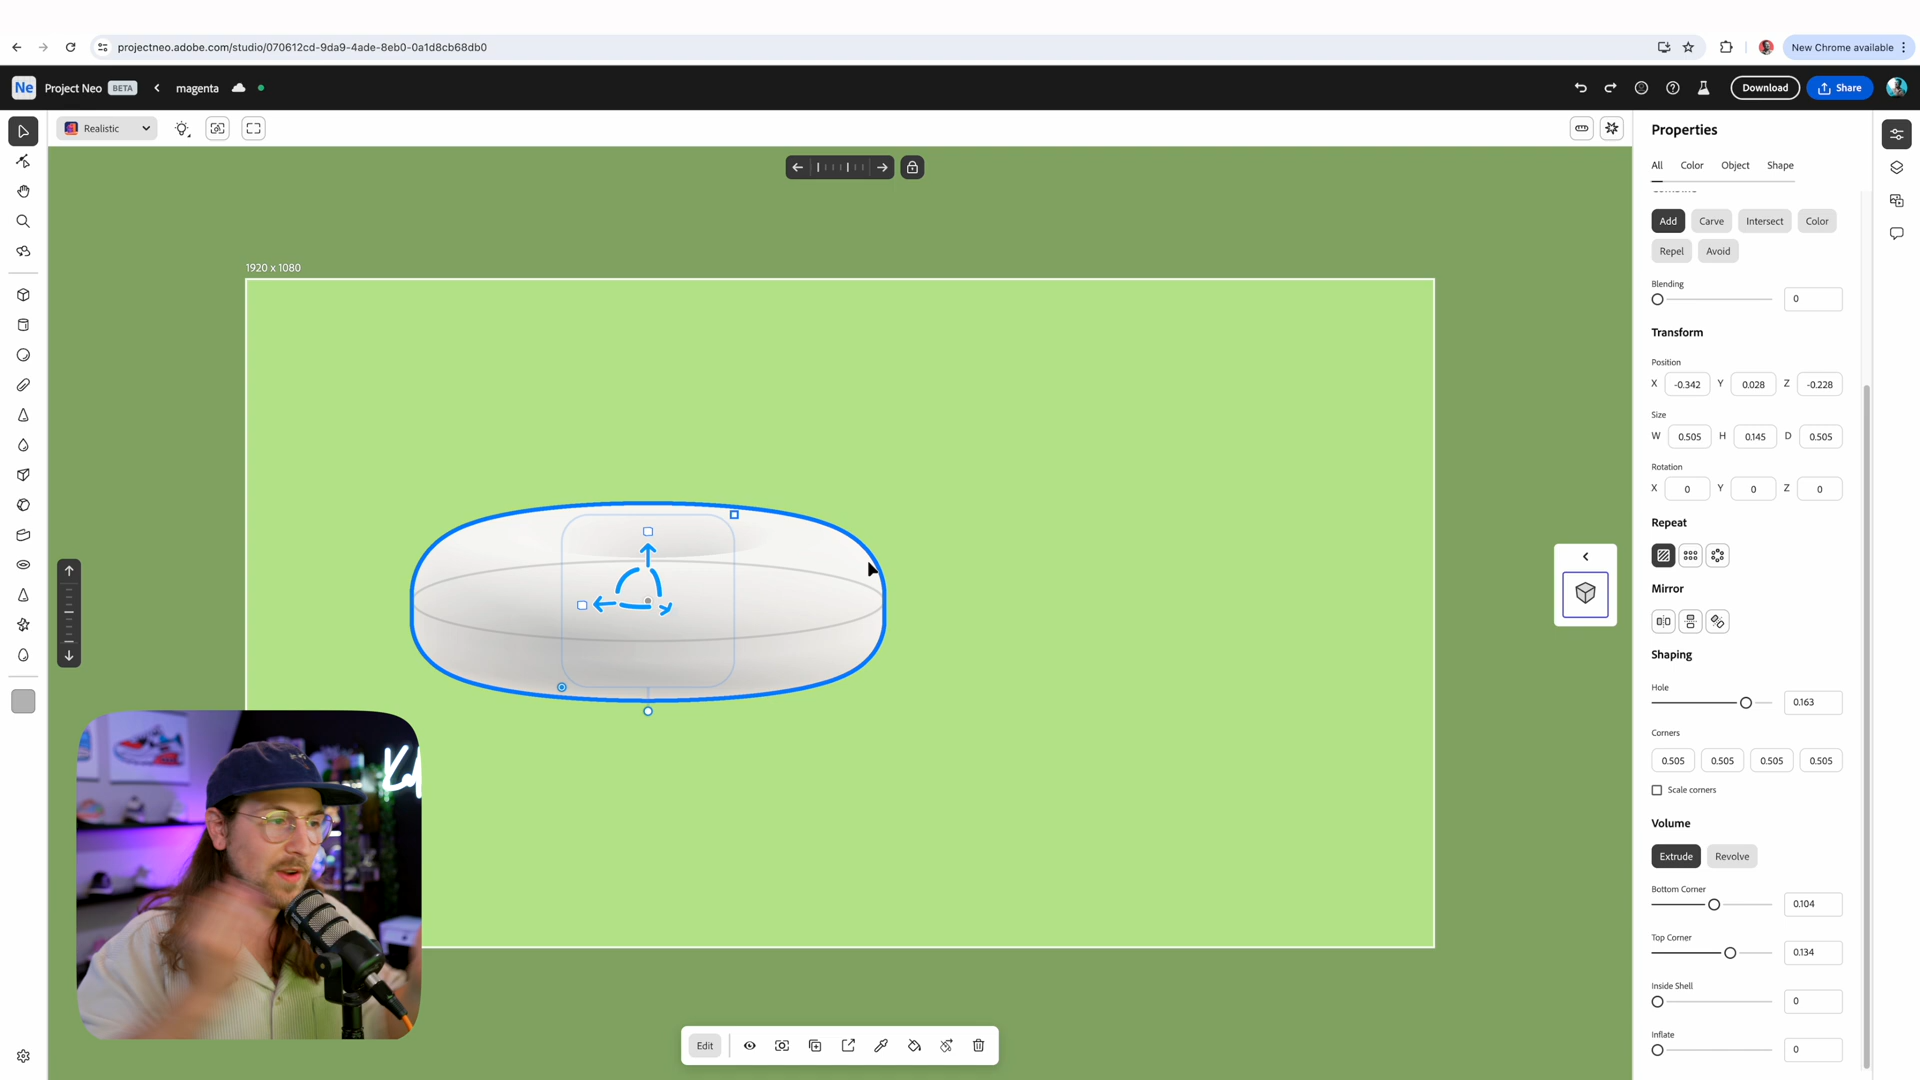 projectneo.adobe.com/studio/070612cd-9da9-4ade-8eb0-0a1d8cb68db0
New Chrome available
Ne Project Neo BETA magenta
Download Share
Realistic
Properties
All Color Object Shape
Add Carve Intersect Color
Repel Avoid
1920 x 1080
Blending
0
Transform
Position
X -0.342 Y 0.028 Z -0.228
Size
W 0.505 H 0.145 D 0.505
Rotation
X 0 Y 0 Z 0
Repeat
Mirror
Shaping
Hole
0.163
Corners
0.505 0.505 0.505 0.505
Scale corners
Volume
Extrude Revolve
Bottom Corner
0.104
Top Corner
0.134
Inside Shell
0
Inflate
0
Edit